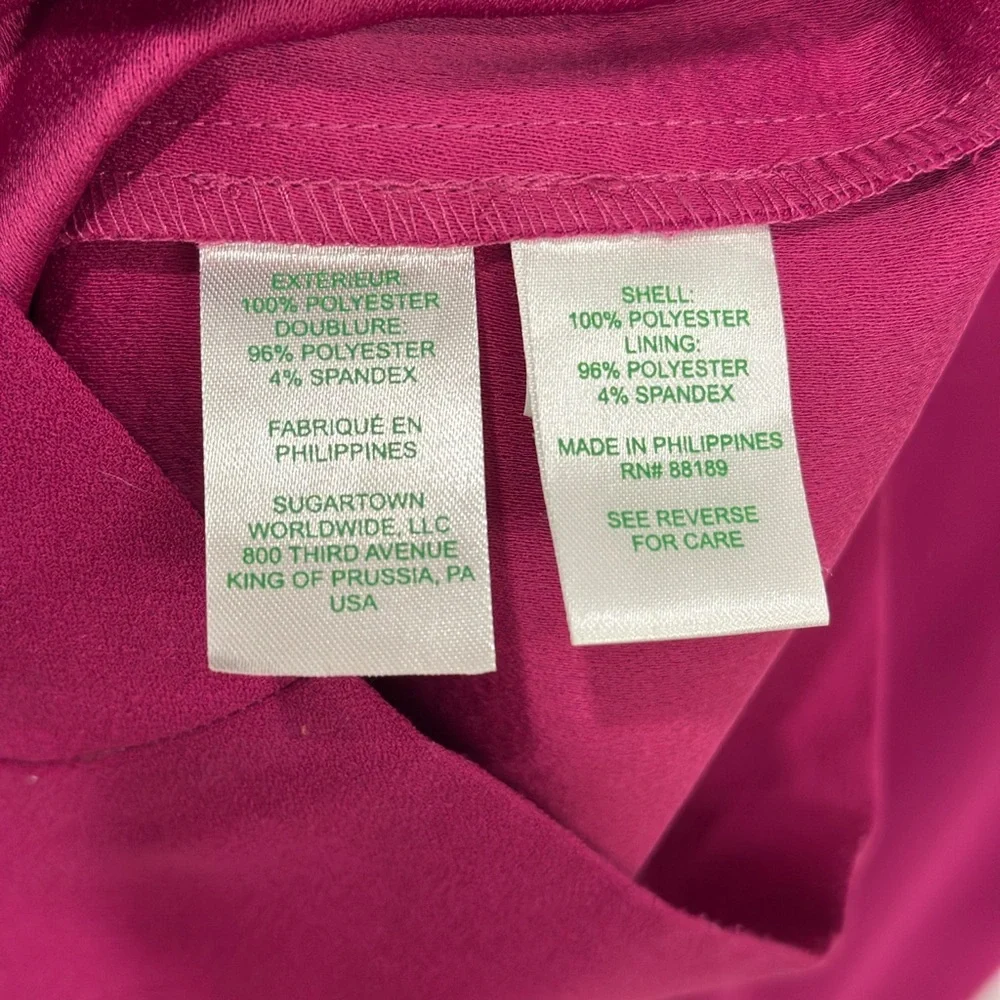 EXTÉRIEUR:
100% POLYESTER
DOUBLURE:
96% POLYESTER
4% SPANDEX
FABRIQUÉ EN
PHILIPPINES
SUGARTOWN
WORLDWIDE, LLC
800 THIRD AVENUE
KING OF PRUSSIA, PA
USA
SHELL:
100% POLYESTER
LINING:
96% POLYESTER
4% SPANDEX
MADE IN PHILIPPINES
RN# 88189
SEE REVERSE
FOR CARE